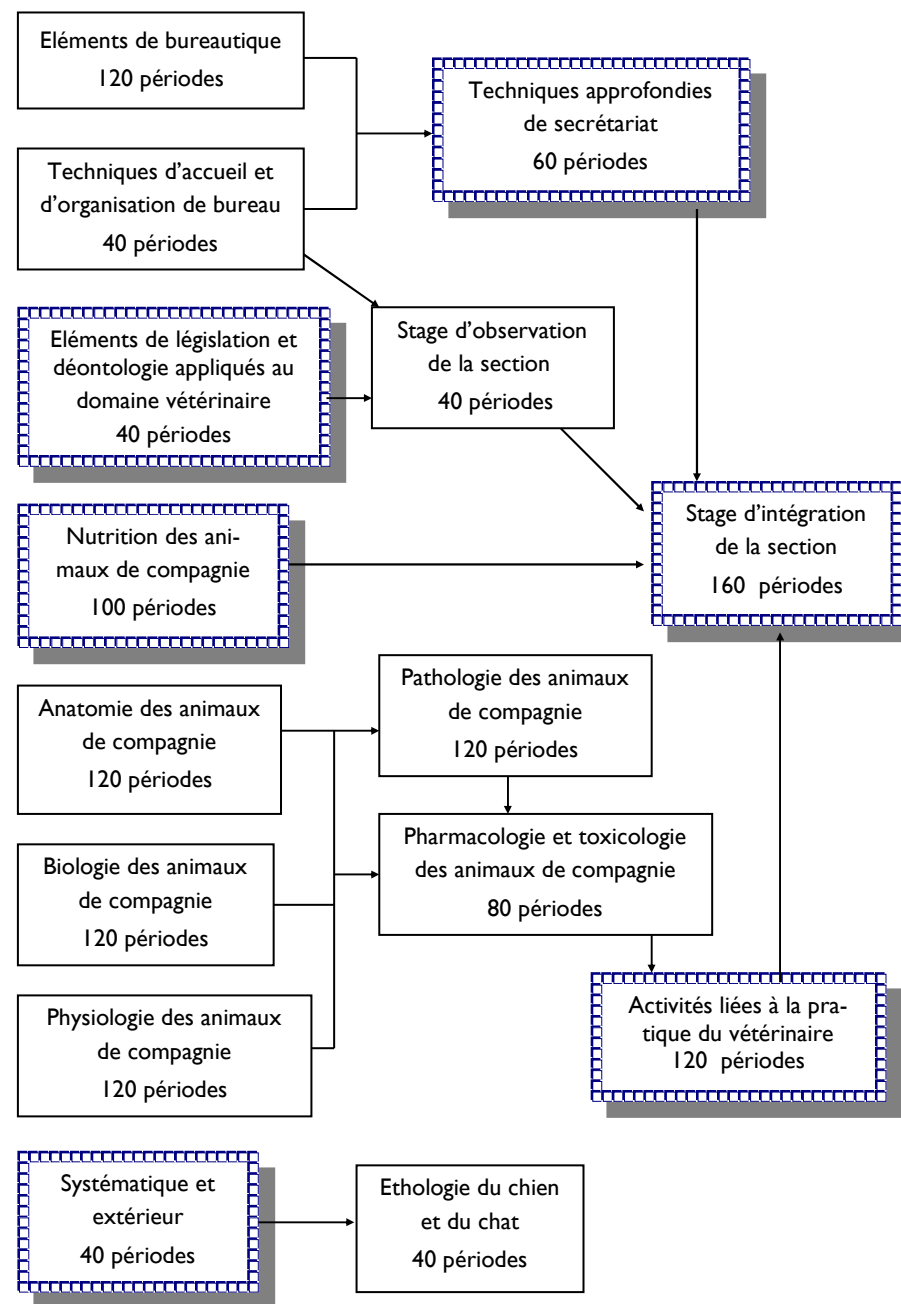 Eléments de bureautique
120 périodes
Techniques approfondies
de secrétariat
60 périodes
Techniques d’accueil et
d’organisation de bureau
40 périodes
Eléments de législation et
déontologie appliqués au
domaine vétérinaire
40 périodes
Stage d’observation
de la section
40 périodes
Nutrition des ani-
maux de compagnie
100 périodes
Stage d’intégration
de la section
160 périodes
Anatomie des animaux
de compagnie
120 périodes
Pathologie des animaux
de compagnie
120 périodes
Biologie des animaux
de compagnie
120 périodes
Pharmacologie et toxicologie
des animaux de compagnie
80 périodes
Physiologie des animaux
de compagnie
120 périodes
Activités liées à la pra-
tique du vétérinaire
120 périodes
Systématique et
extérieur
40 périodes
Ethologie du chien
et du chat
40 périodes